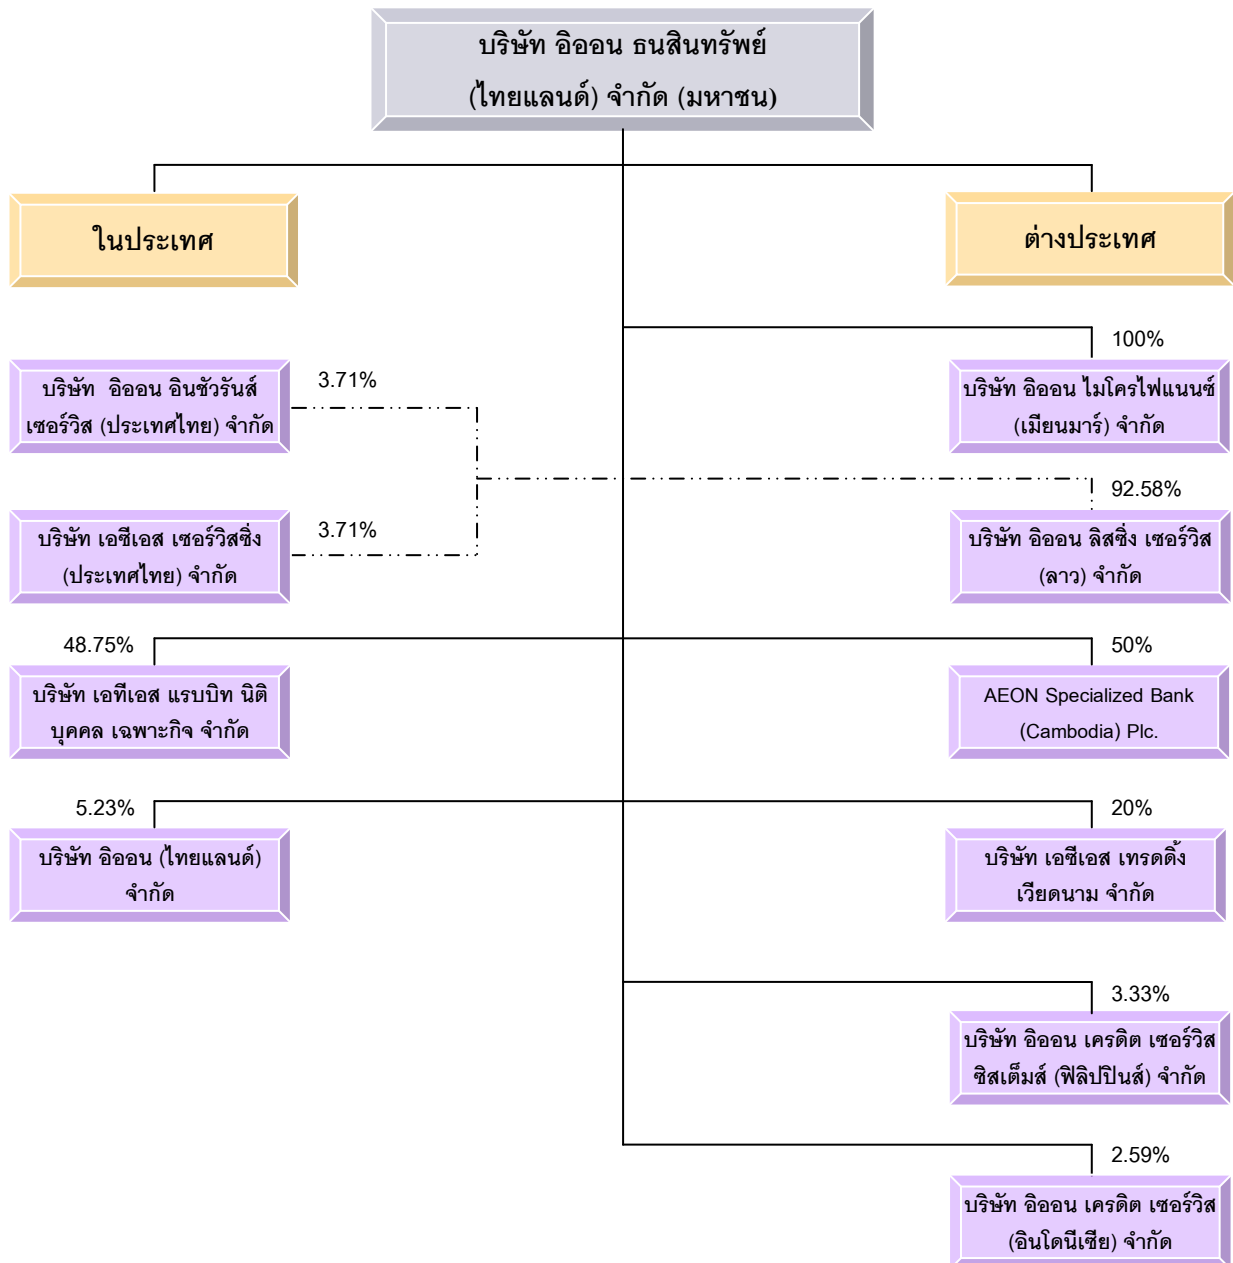 บริษัท อิออน ธนสินทรัพย์
(ไทยแลนด์) จำกัด (มหาชน)
ในประเทศ
ต่างประเทศ
100%
บริษัท อิออน ไมโครไฟแนนซ์
(เมียนมาร์) จำกัด
3.71%
บริษัท อิออน อินชัวรันส์
เซอร์วิส (ประเทศไทย) จำกัด
92.58%
บริษัท อิออน ลิสซิ่ง เซอร์วิส
(ลาว) จำกัด
3.71%
บริษัท เอซีเอส เซอร์วิสซิ่ง
(ประเทศไทย) จำกัด
48.75%
บริษัท เอทีเอส แรบบิท นิติ
บุคคล เฉพาะกิจ จำกัด
50%
AEON Specialized Bank
(Cambodia) Plc.
5.23%
บริษัท อิออน (ไทยแลนด์)
จำกัด
20%
บริษัท เอซีเอส เทรดดิ้ง
เวียดนาม จำกัด
3.33%
บริษัท อิออน เครดิต เซอร์วิส
ซิสเต็มส์ (ฟิลิปปินส์) จำกัด
2.59%
บริษัท อิออน เครดิต เซอร์วิส
(อินโดนีเซีย) จำกัด